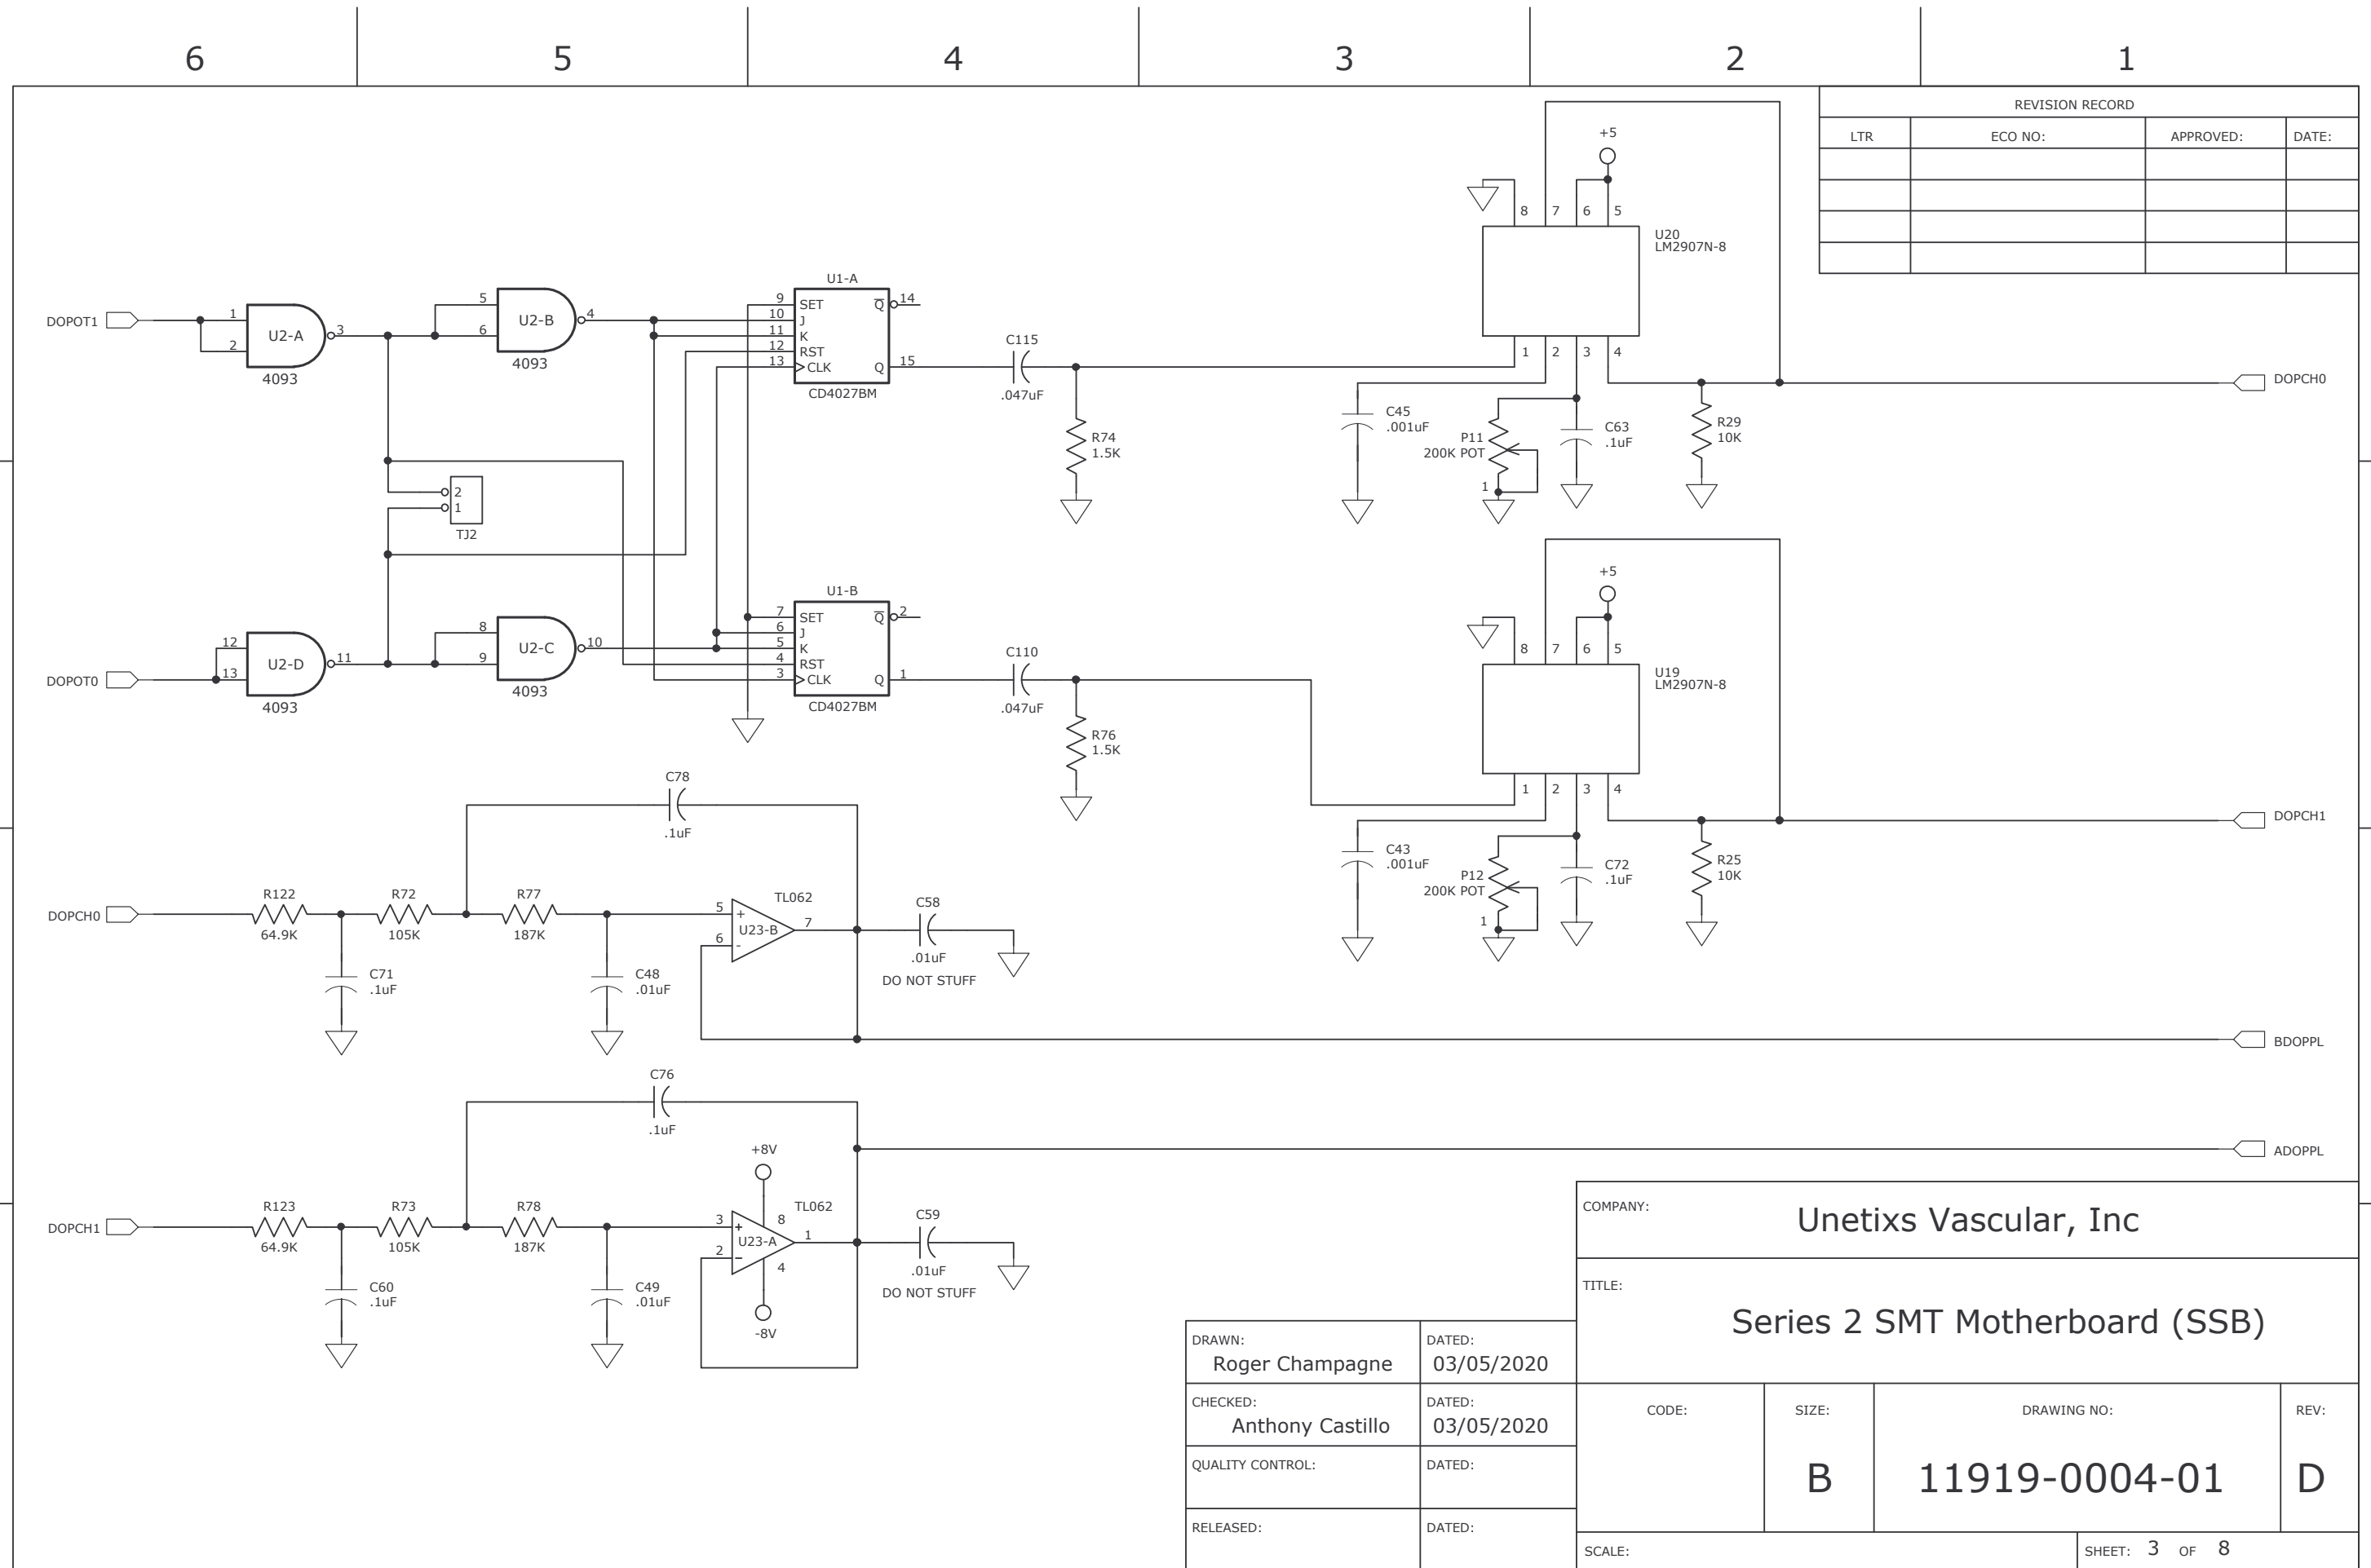 6 5 4 3 2 1
REVISION RECORD
LTR ECO NO: APPROVED: DATE:
+5
8 7 6 5
U20
LM2907N-8
1 2 3 4
DOPOT1
1
2
U2-A
3
4093
5
6
U2-B
4
4093
U1-A
9 SET Q 14
10 J
11 K
12 RST
13 CLK Q 15
CD4027BM
C115
.047uF
R74
1.5K
C45
.001uF
P11
200K POT
1
C63
.1uF
R29
10K
DOPCH0
2
1
TJ2
DOPOT0
12
13
U2-D
11
4093
8
9
U2-C
10
4093
U1-B
7 SET Q 2
6 J
5 K
4 RST
3 CLK Q 1
CD4027BM
C110
.047uF
R76
1.5K
+5
8 7 6 5
U19
LM2907N-8
1 2 3 4
C43
.001uF
P12
200K POT
1
C72
.1uF
R25
10K
DOPCH1
C78
.1uF
DOPCH0
R122
64.9K
R72
105K
R77
187K
C71
.1uF
C48
.01uF
TL062
5 +
6 -
U23-B
7
C58
.01uF
DO NOT STUFF
BDOPPL
C76
.1uF
ADOPPL
DOPCH1
R123
64.9K
R73
105K
R78
187K
C60
.1uF
C49
.01uF
+8V
TL062
8
3 +
2 -
U23-A
1
4
-8V
C59
.01uF
DO NOT STUFF
COMPANY:
Unetixs Vascular, Inc
TITLE:
Series 2 SMT Motherboard (SSB)
DRAWN: DATED:
Roger Champagne 03/05/2020
CHECKED: DATED:
Anthony Castillo 03/05/2020
QUALITY CONTROL: DATED:
RELEASED: DATED:
CODE: SIZE: DRAWING NO: REV:
B 11919-0004-01 D
SCALE: SHEET: 3 OF 8